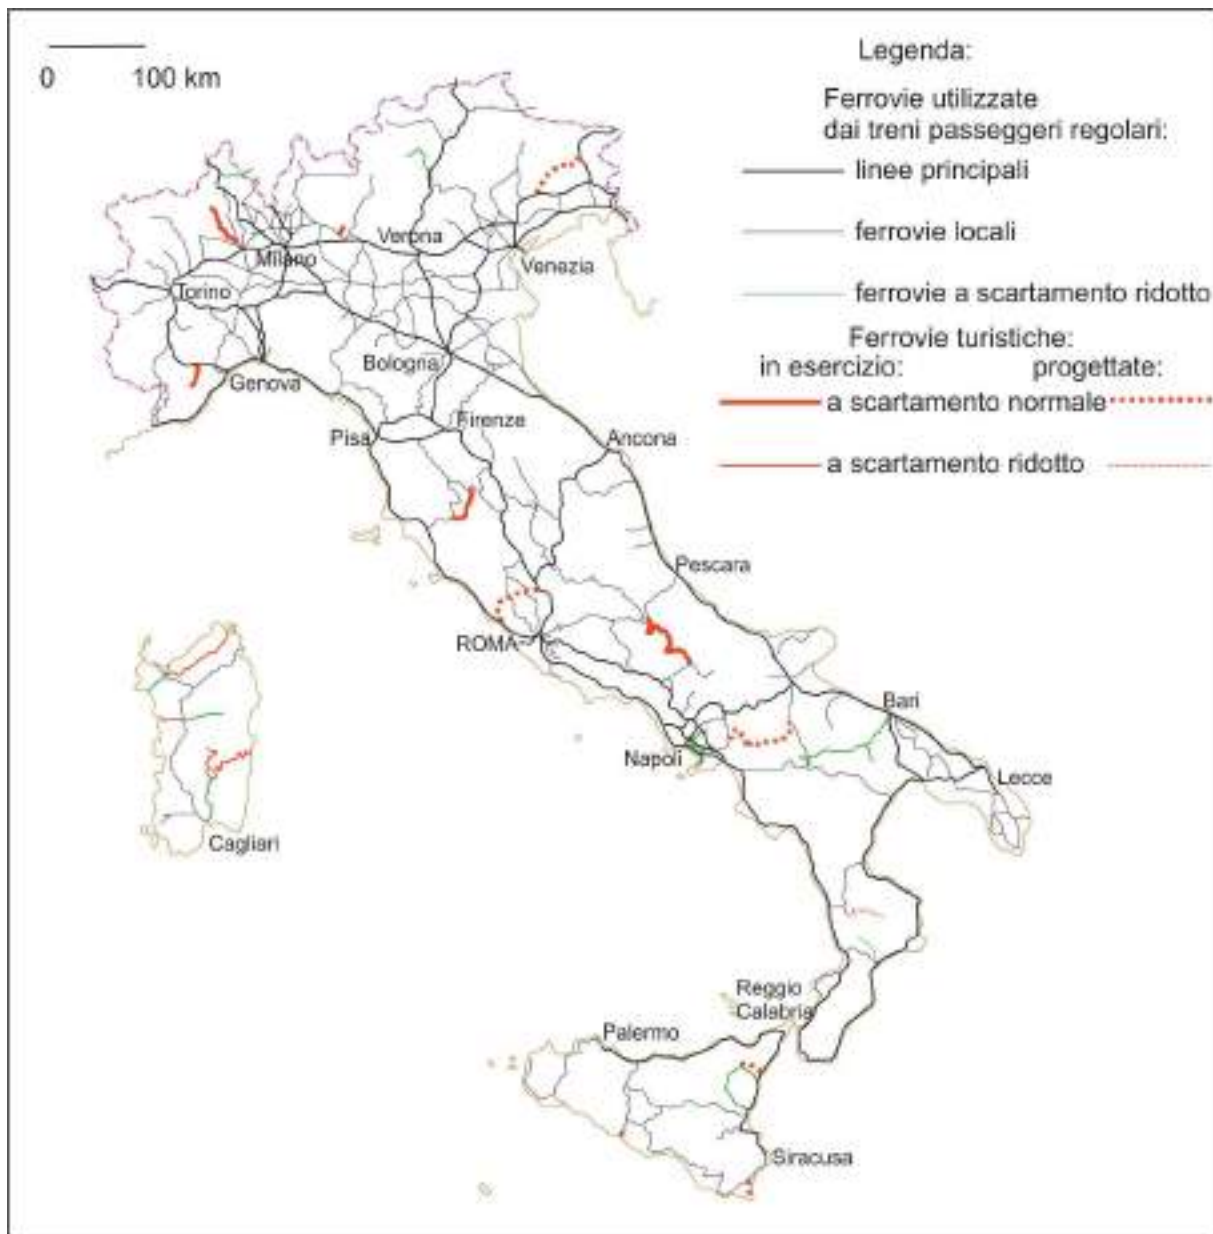 0
100 km
Legenda:
Ferrovie utilizzate
dai treni passeggeri regolari:
linee principali
ferrovie locali
ferrovie a scartamento ridotto
Ferrovie turistiche:
in esercizio: progettate:
a scartamento normale
a scartamento ridotto
Verona
Milano
Venezia
Torino
Bologna
Genova
Firenze
Pisa
Ancona
Pescara
ROMA
Bari
Napoli
Lecce
Cagliari
Reggio
Calabria
Palermo
Siracusa